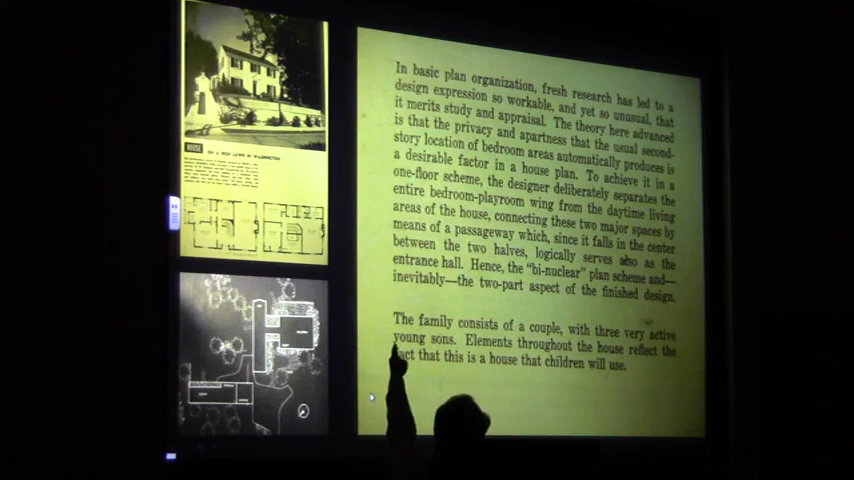 HOUSE ON A HIGH LEVEL IN WASHINGTON
In basic plan organization, fresh research has led to a
design expression so workable, and yet so unusual, that
it merits study and appraisal. The theory here advanced
is that the privacy and apartness that the usual second-
story location of bedroom areas automatically produces is
a desirable factor in a house plan. To achieve it in a
one-floor scheme, the designer deliberately separates the
entire bedroom-playroom wing from the daytime living
areas of the house, connecting these two major spaces by
means of a passageway which, since it falls in the center
between the two halves, logically serves also as the
entrance hall. Hence, the "bi-nuclear" plan scheme and—
inevitably—the two-part aspect of the finished design.
The family consists of a couple, with three very active
young sons. Elements throughout the house reflect the
fact that this is a house that children will use.